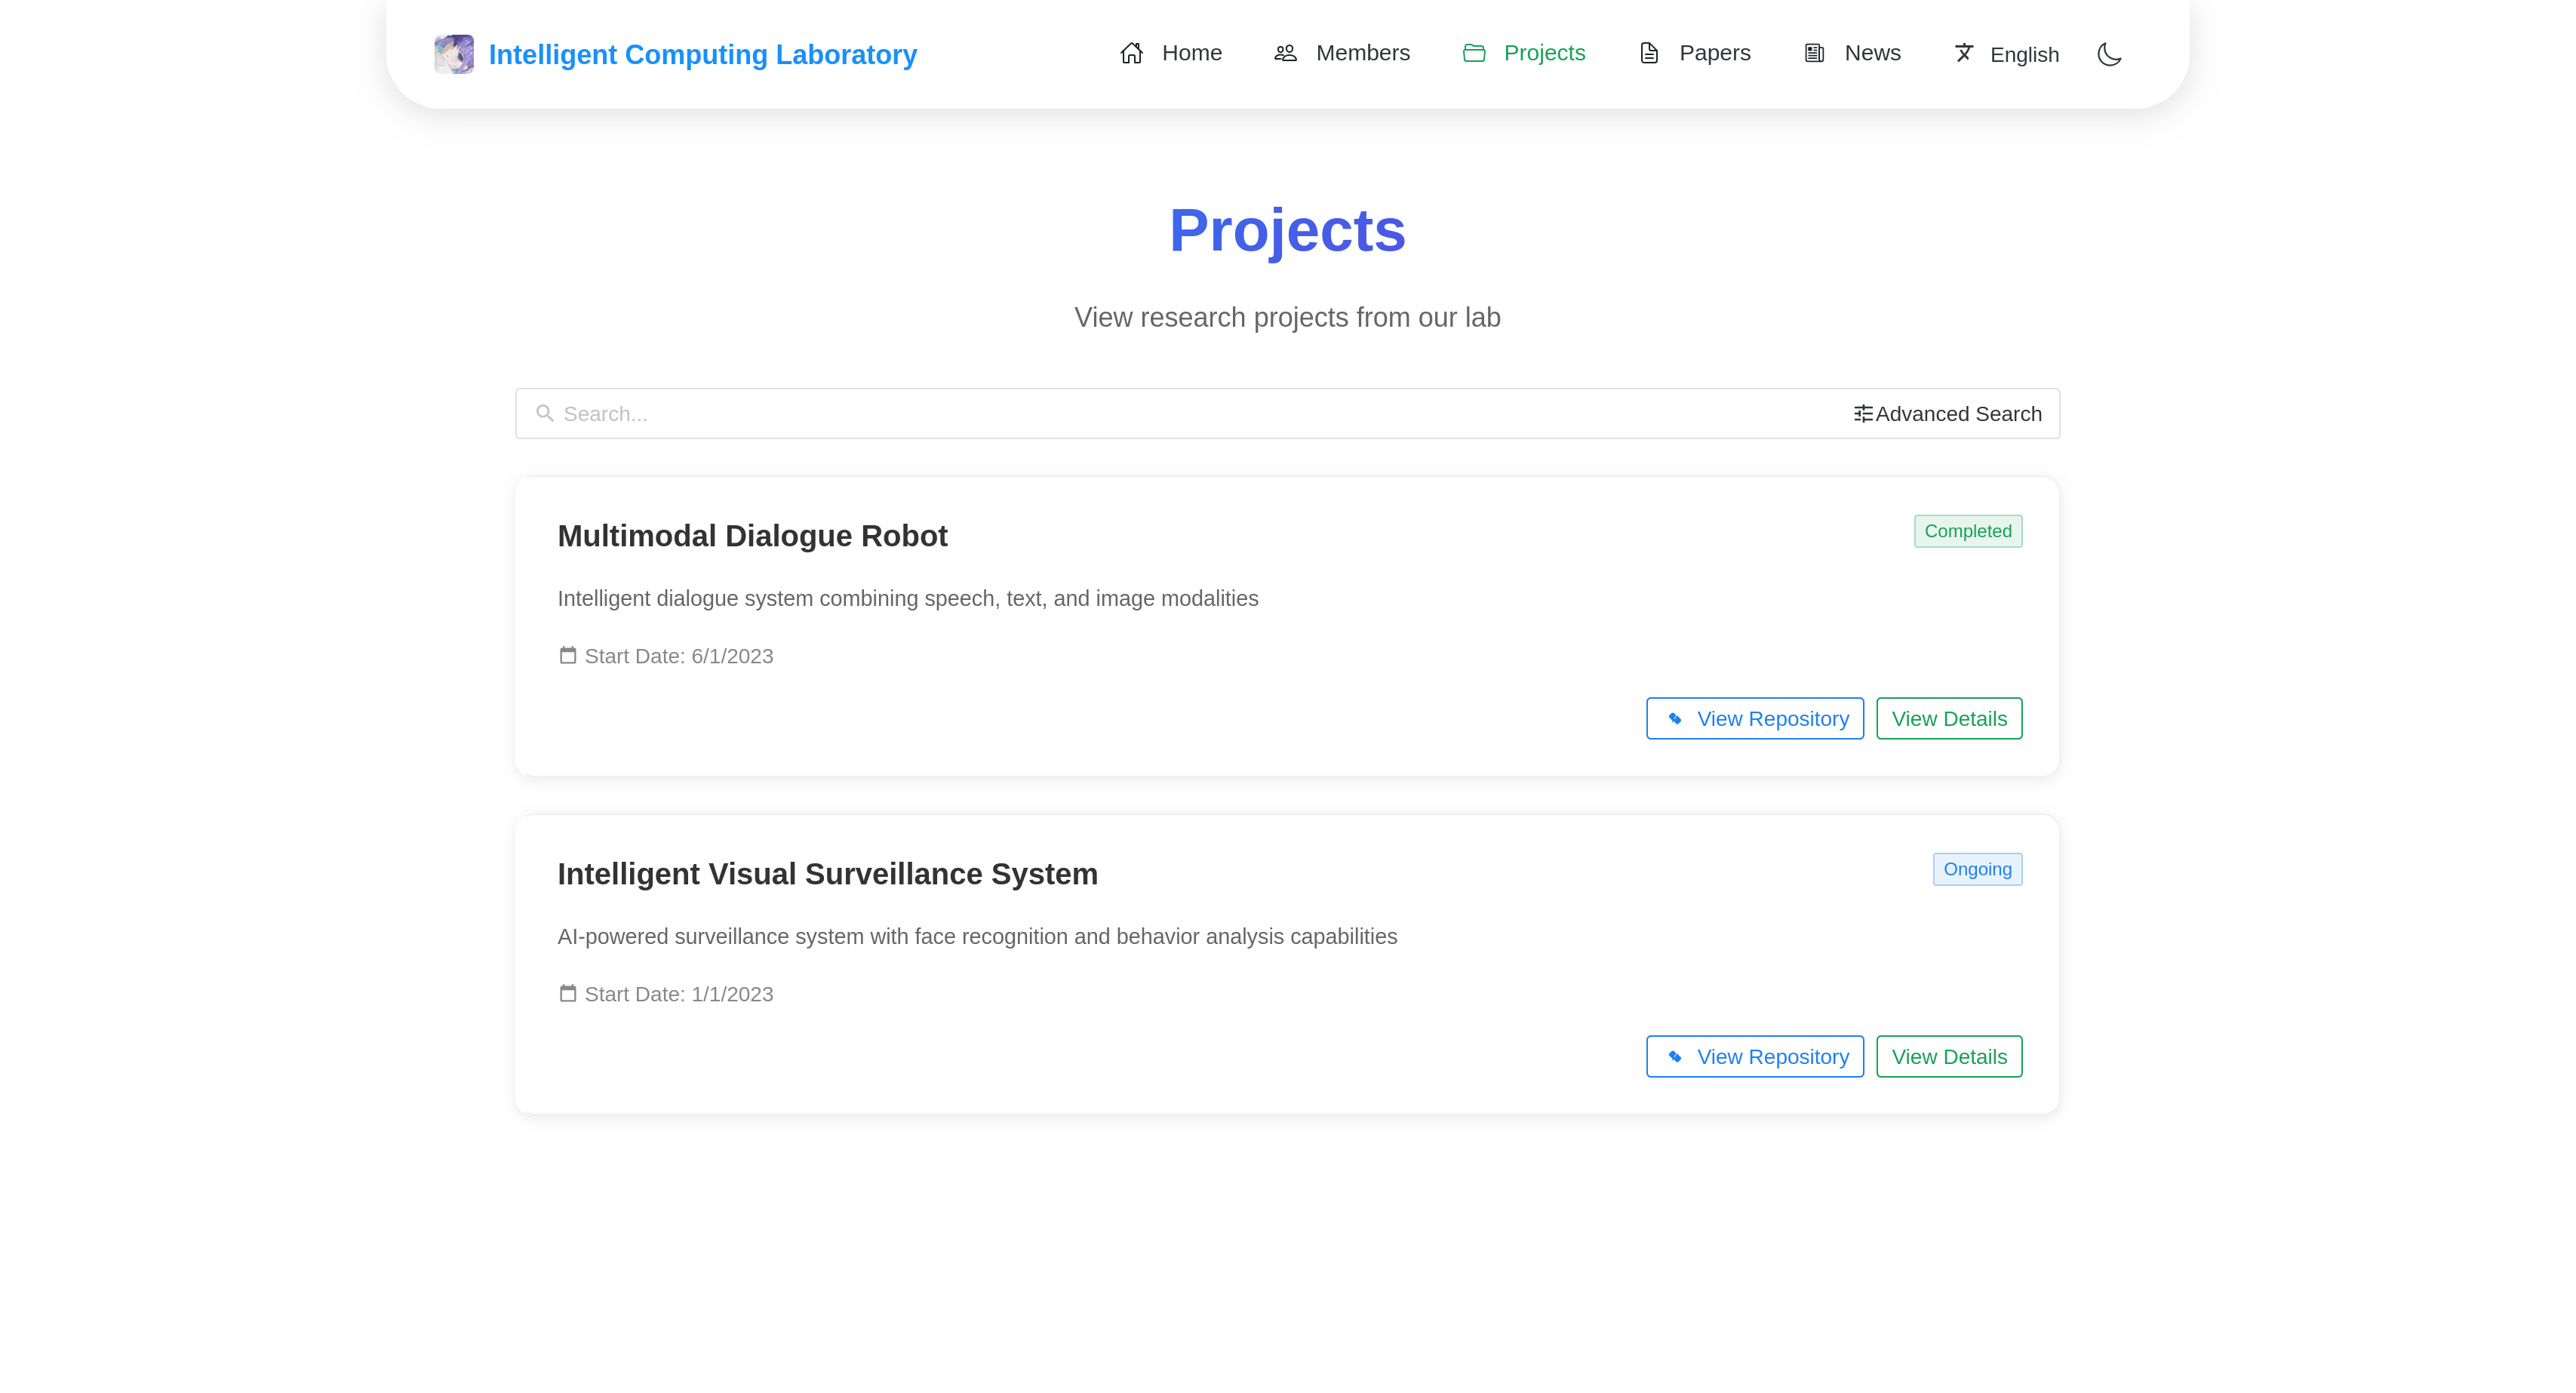 Intelligent Computing Laboratory Home Members Projects Papers News English
Projects
View research projects from our lab
Search... Advanced Search
Multimodal Dialogue Robot Completed
Intelligent dialogue system combining speech, text, and image modalities
Start Date: 6/1/2023
View Repository View Details
Intelligent Visual Surveillance System Ongoing
AI-powered surveillance system with face recognition and behavior analysis capabilities
Start Date: 1/1/2023
View Repository View Details